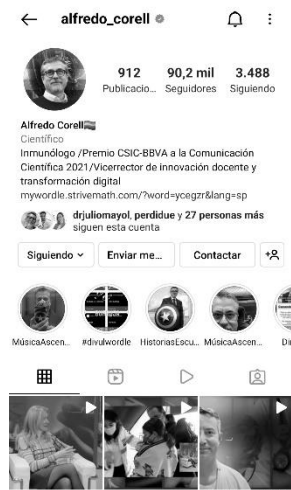 alfredo_corell
912 90,2 mil 3.488
Publicacio... Seguidores Siguiendo
Alfredo Corell
Científico
Inmunólogo /Premio CSIC-BBVA a la Comunicación
Científica 2021/Vicerrector de innovación docente y
transformación digital
mywordle.strivemath.com/?word=ycegzr&lang=sp
drjuliomayol, perdidue y 27 personas más
siguen esta cuenta
Siguiendo Enviar me... Contactar
MúsicaAscen... #divulwordle HistoriasEscu... MúsicaAscen... Di